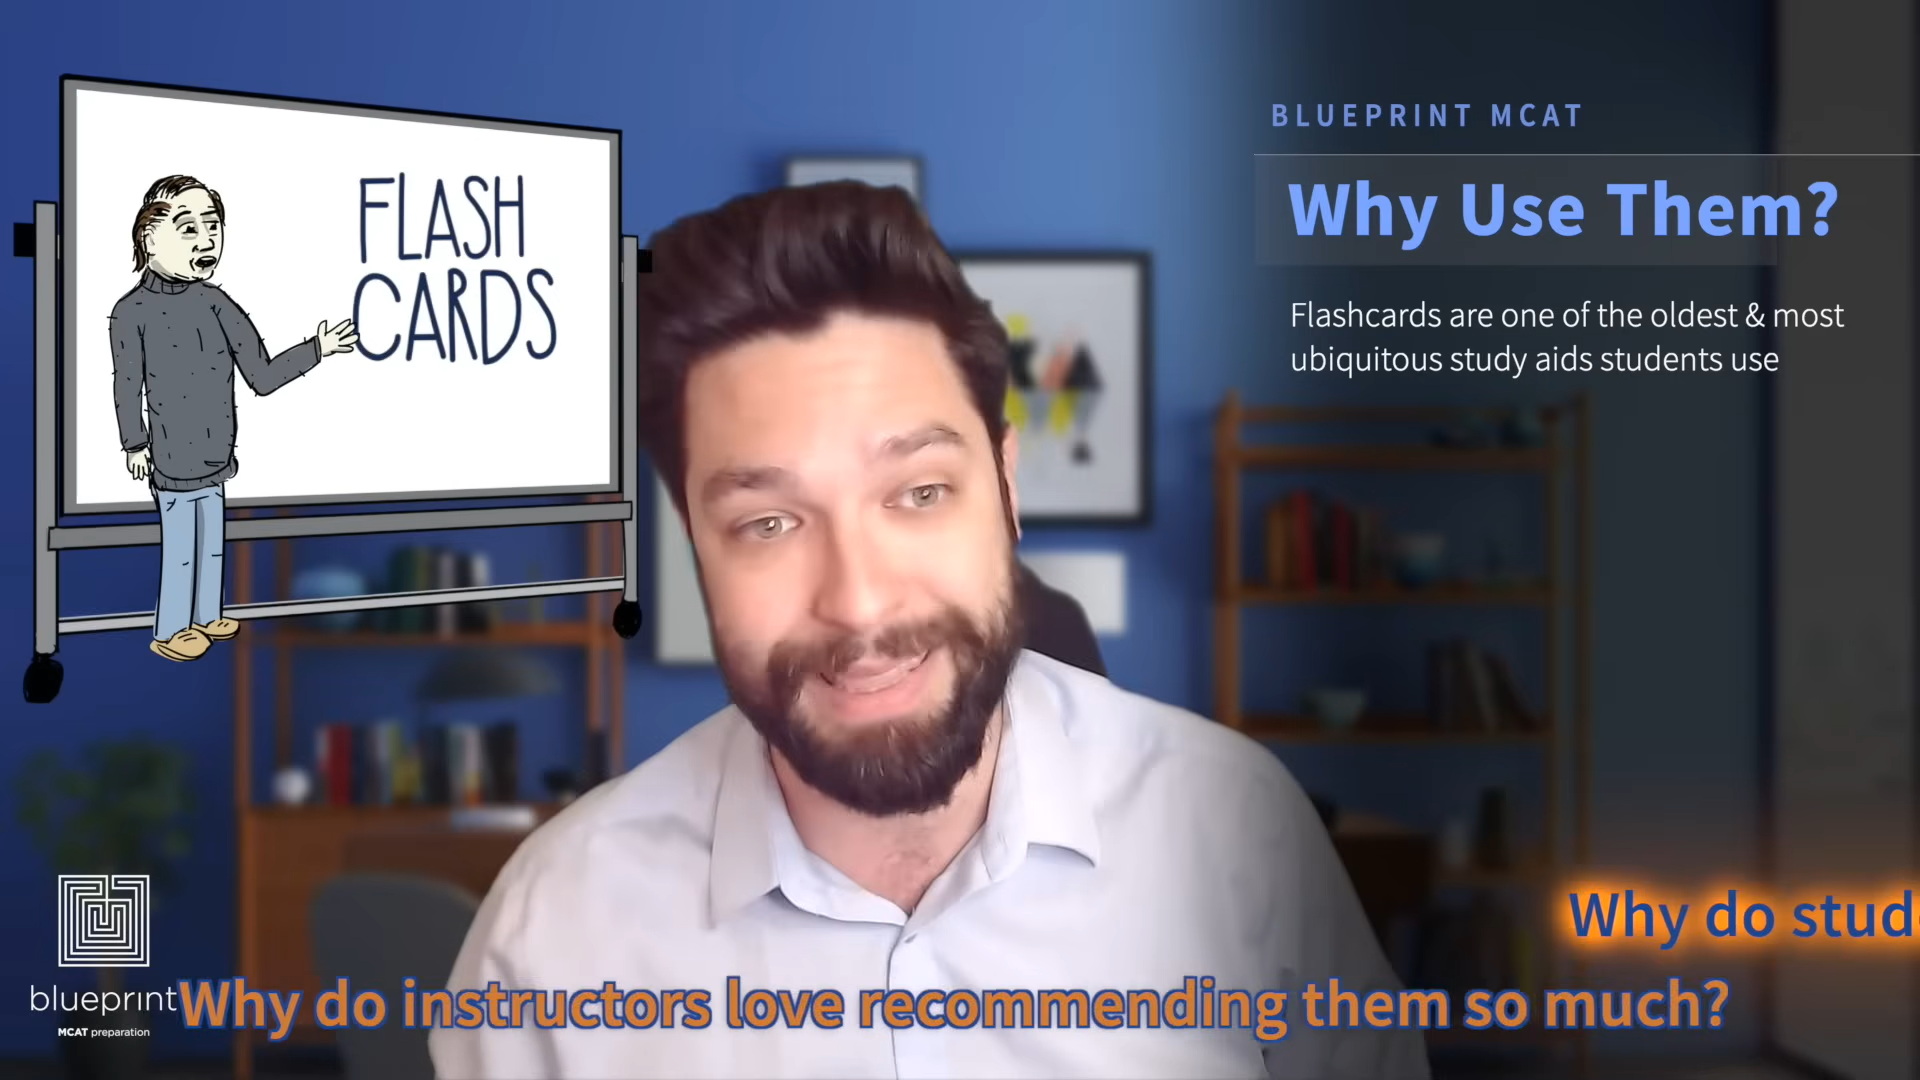 BLUEPRINT MCAT
Why Use Them?
Flashcards are one of the oldest & most
ubiquitous study aids students use
FLASH
CARDS
Why do stud
Why do instructors love recommending them so much?
blueprint
MCAT preparation